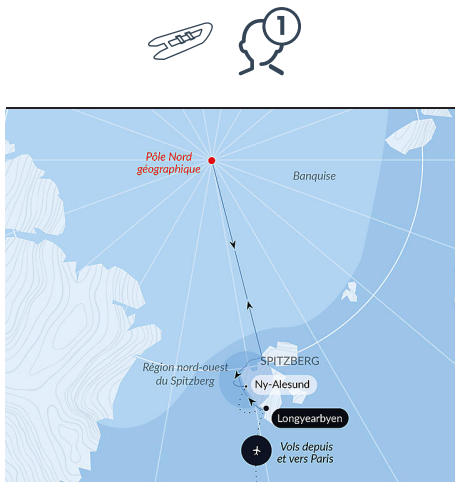 1
Pôle Nord
géographique
Banquise
SPITZBERG
Région nord-ouest
du Spitzberg
Ny-Alesund
Longyearbyen
Vols depuis
et vers Paris